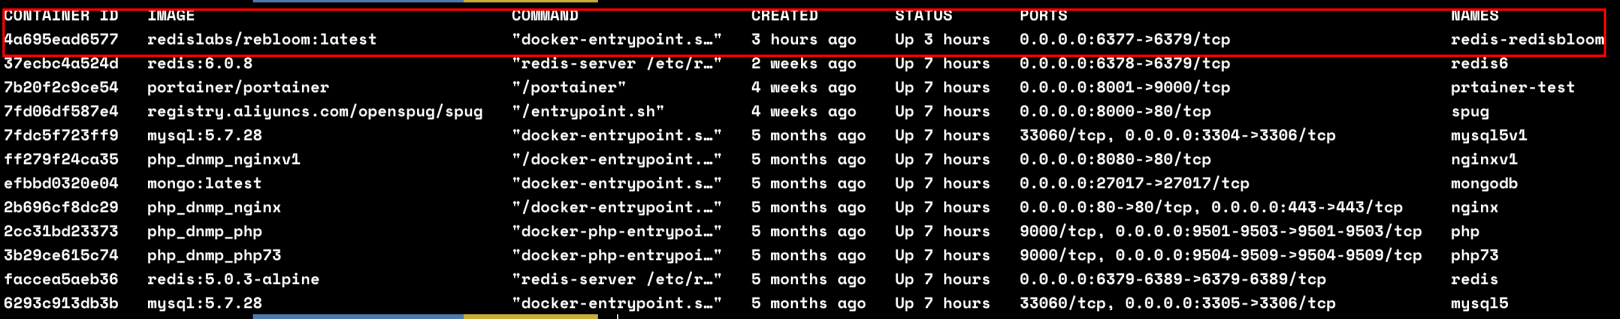 CONTAINER ID IMAGE COMMAND CREATED STATUS PORTS NAMES
4a695ead6577 redislabs/rebloom:latest "docker-entrypoint.s…" 3 hours ago Up 3 hours 0.0.0.0:6377->6379/tcp redis-redisbloom
37ecbc4a524d redis:6.0.8 "redis-server /etc/r…" 2 weeks ago Up 7 hours 0.0.0.0:6378->6379/tcp redis6
7b20f2c9ce54 portainer/portainer "/portainer" 4 weeks ago Up 7 hours 0.0.0.0:8001->9000/tcp prtainer-test
7fd06df587e4 registry.aliyuncs.com/openspug/spug "/entrypoint.sh" 4 weeks ago Up 7 hours 0.0.0.0:8000->80/tcp spug
7fdc5f723ff9 mysql:5.7.28 "docker-entrypoint.s…" 5 months ago Up 7 hours 33060/tcp, 0.0.0.0:3304->3306/tcp mysql5v1
ff279f24ca35 php_dnmp_nginxv1 "/docker-entrypoint.…" 5 months ago Up 7 hours 0.0.0.0:8080->80/tcp nginxv1
efbbd0320e04 mongo:latest "docker-entrypoint.s…" 5 months ago Up 7 hours 0.0.0.0:27017->27017/tcp mongodb
2b696cf8dc29 php_dnmp_nginx "/docker-entrypoint.…" 5 months ago Up 7 hours 0.0.0.0:80->80/tcp, 0.0.0.0:443->443/tcp nginx
2cc31bd23373 php_dnmp_php "docker-php-entrypoi…" 5 months ago Up 7 hours 9000/tcp, 0.0.0.0:9501-9503->9501-9503/tcp php
3b29ce615c74 php_dnmp_php73 "docker-php-entrypoi…" 5 months ago Up 7 hours 9000/tcp, 0.0.0.0:9504-9509->9504-9509/tcp php73
faccea5aeb36 redis:5.0.3-alpine "redis-server /etc/r…" 5 months ago Up 7 hours 0.0.0.0:6379-6389->6379-6389/tcp redis
6293c913db3b mysql:5.7.28 "docker-entrypoint.s…" 5 months ago Up 7 hours 33060/tcp, 0.0.0.0:3305->3306/tcp mysql5